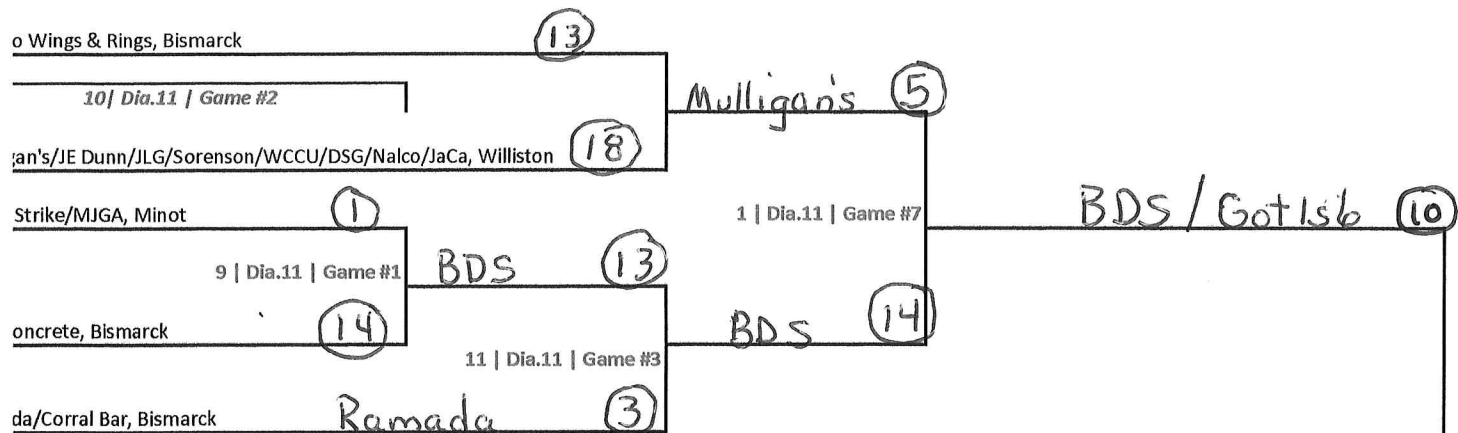 o Wings & Rings, Bismarck 13
10| Dia.11 | Game #2
Mulligan's 5
gan's/JE Dunn/JLG/Sorenson/WCCU/DSG/Nalco/JaCa, Williston 18
Strike/MJGA, Minot 1
1 | Dia.11 | Game #7
BDS / Got 1sb 10
9 | Dia.11 | Game #1
BDS 13
oncrete, Bismarck 14
BDS 14
11 | Dia.11 | Game #3
da/Corral Bar, Bismarck Ramada 3